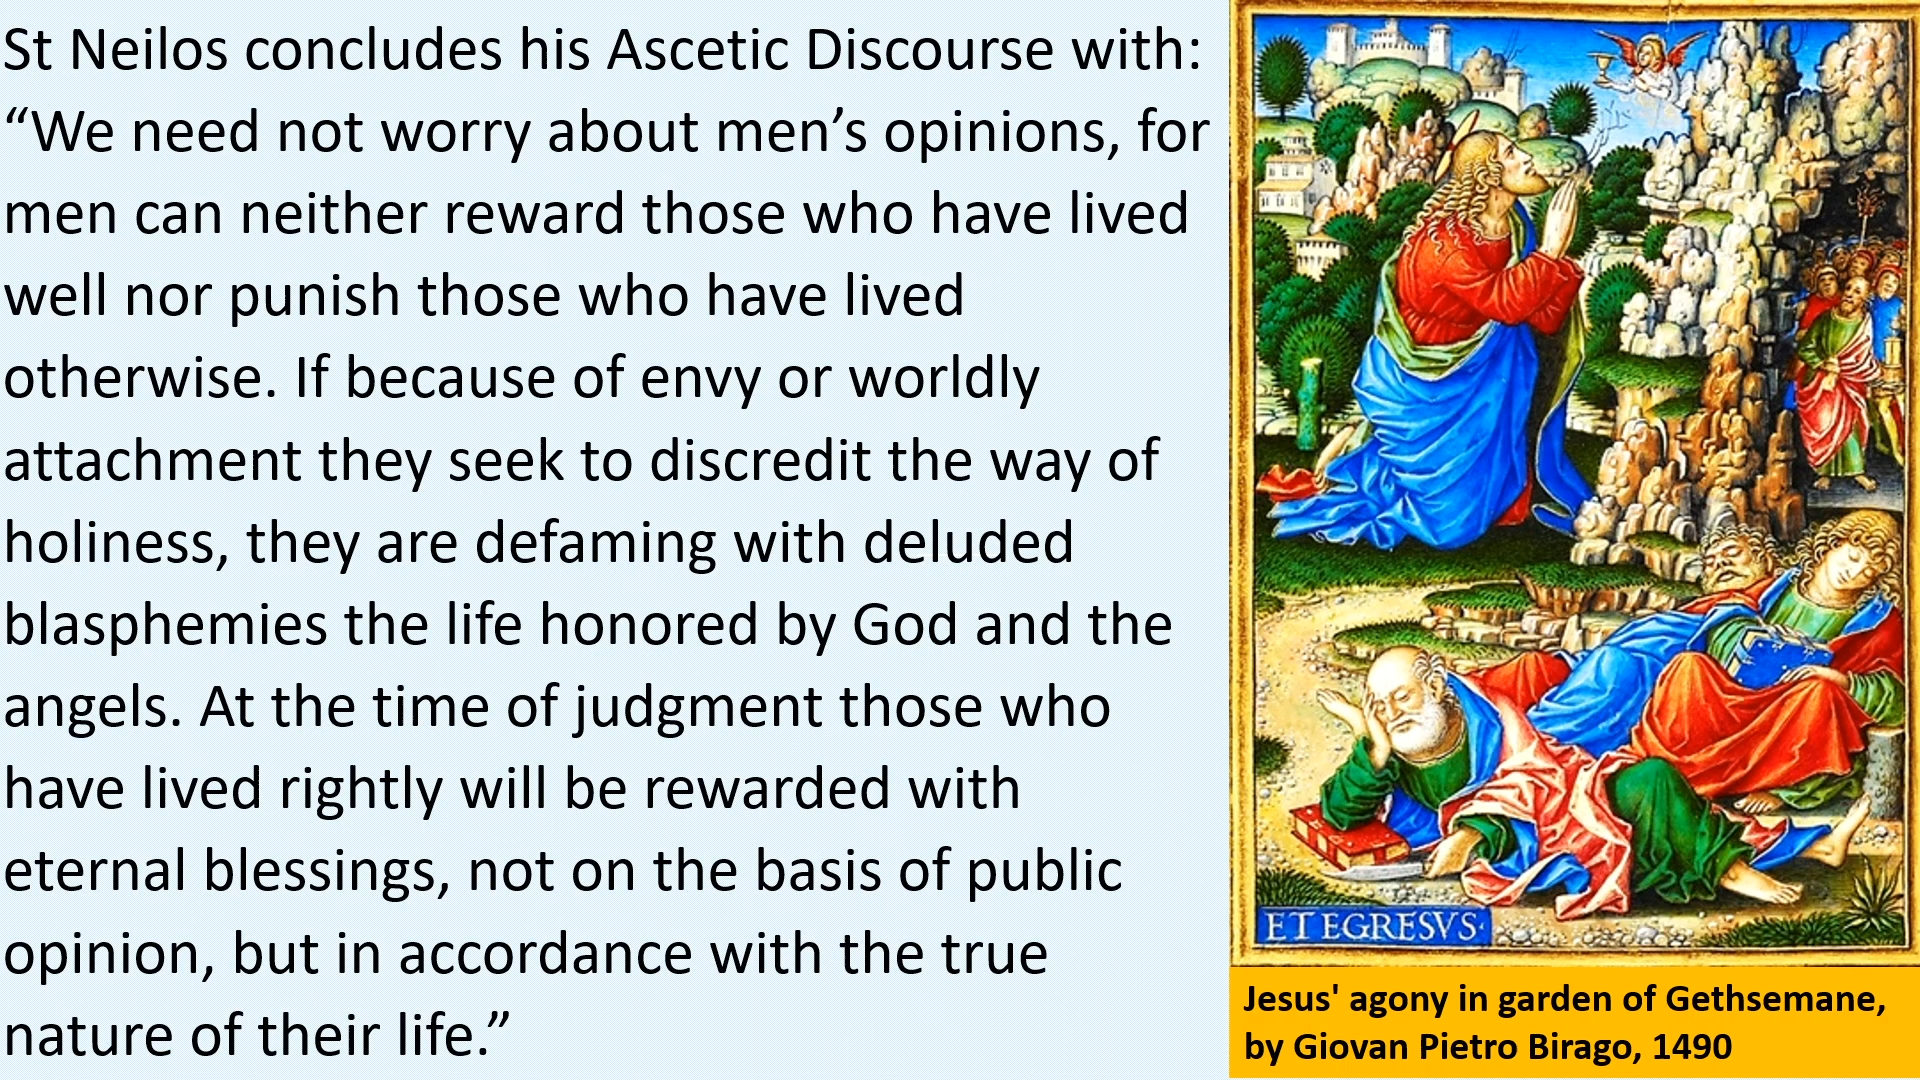 St Neilos concludes his Ascetic Discourse with:
“We need not worry about men’s opinions, for
men can neither reward those who have lived
well nor punish those who have lived
otherwise. If because of envy or worldly
attachment they seek to discredit the way of
holiness, they are defaming with deluded
blasphemies the life honored by God and the
angels. At the time of judgment those who
have lived rightly will be rewarded with
eternal blessings, not on the basis of public
opinion, but in accordance with the true
nature of their life.”
ET EGRESVS·
Jesus' agony in garden of Gethsemane,
by Giovan Pietro Birago, 1490